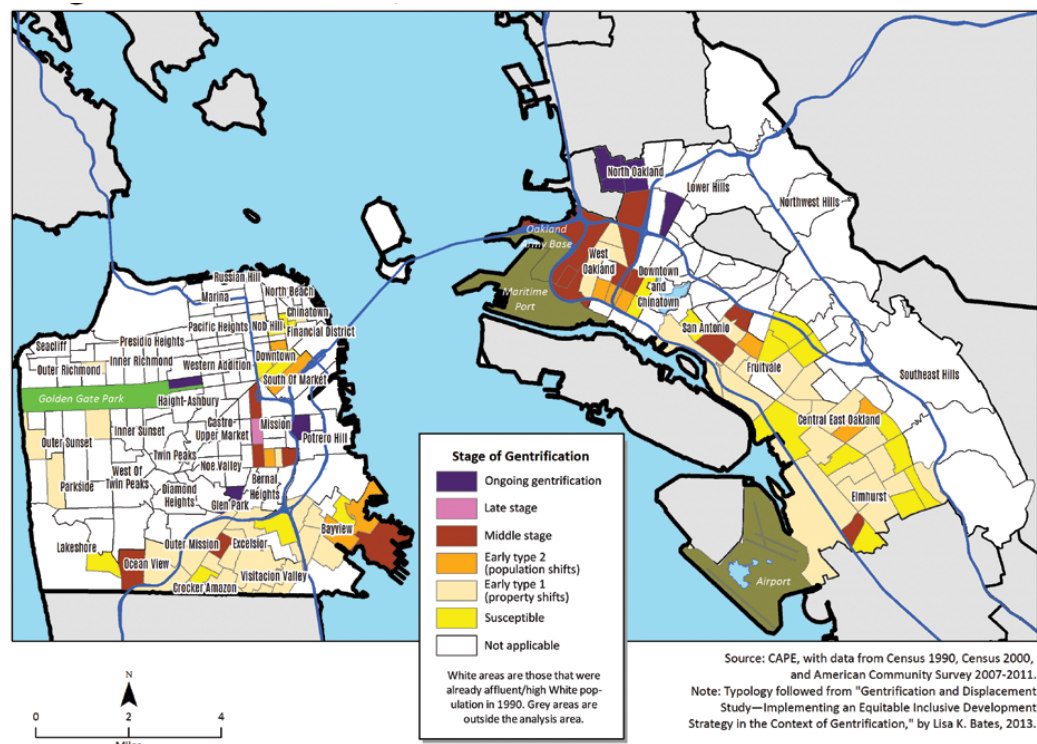 Russian Hill
Marina
North Beach
Chinatown
Pacific Heights
Nob Hill
Financial District
Seacliff
Presidio Heights
Inner Richmond
Outer Richmond
Western Addition
Downtown
South Of Market
Golden Gate Park
Haight-Ashbury
Castro-
Upper Market
Mission
Potrero Hill
Inner Sunset
Outer Sunset
Twin Peaks
Noe Valley
West Of
Twin Peaks
Parkside
Diamond
Heights
Bernal
Heights
Glen Park
Bayview
Lakeshore
Outer Mission
Excelsior
Ocean View
Visitacion Valley
Crocker Amazon
North Oakland
Lower Hills
Northwest Hills
Oakland
Army Base
West
Oakland
Downtown
and
Chinatown
Maritime
Port
San Antonio
Fruitvale
Southeast Hills
Central East Oakland
Elmhurst
Airport
Stage of Gentrification
Ongoing gentrification
Late stage
Middle stage
Early type 2
(population shifts)
Early type 1
(property shifts)
Susceptible
Not applicable
White areas are those that were
already affluent/high White pop-
ulation in 1990. Grey areas are
outside the analysis area.
N
0 2 4
Miles
Source: CAPE, with data from Census 1990, Census 2000,
and American Community Survey 2007-2011.
Note: Typology followed from "Gentrification and Displacement
Study—Implementing an Equitable Inclusive Development
Strategy in the Context of Gentrification," by Lisa K. Bates, 2013.